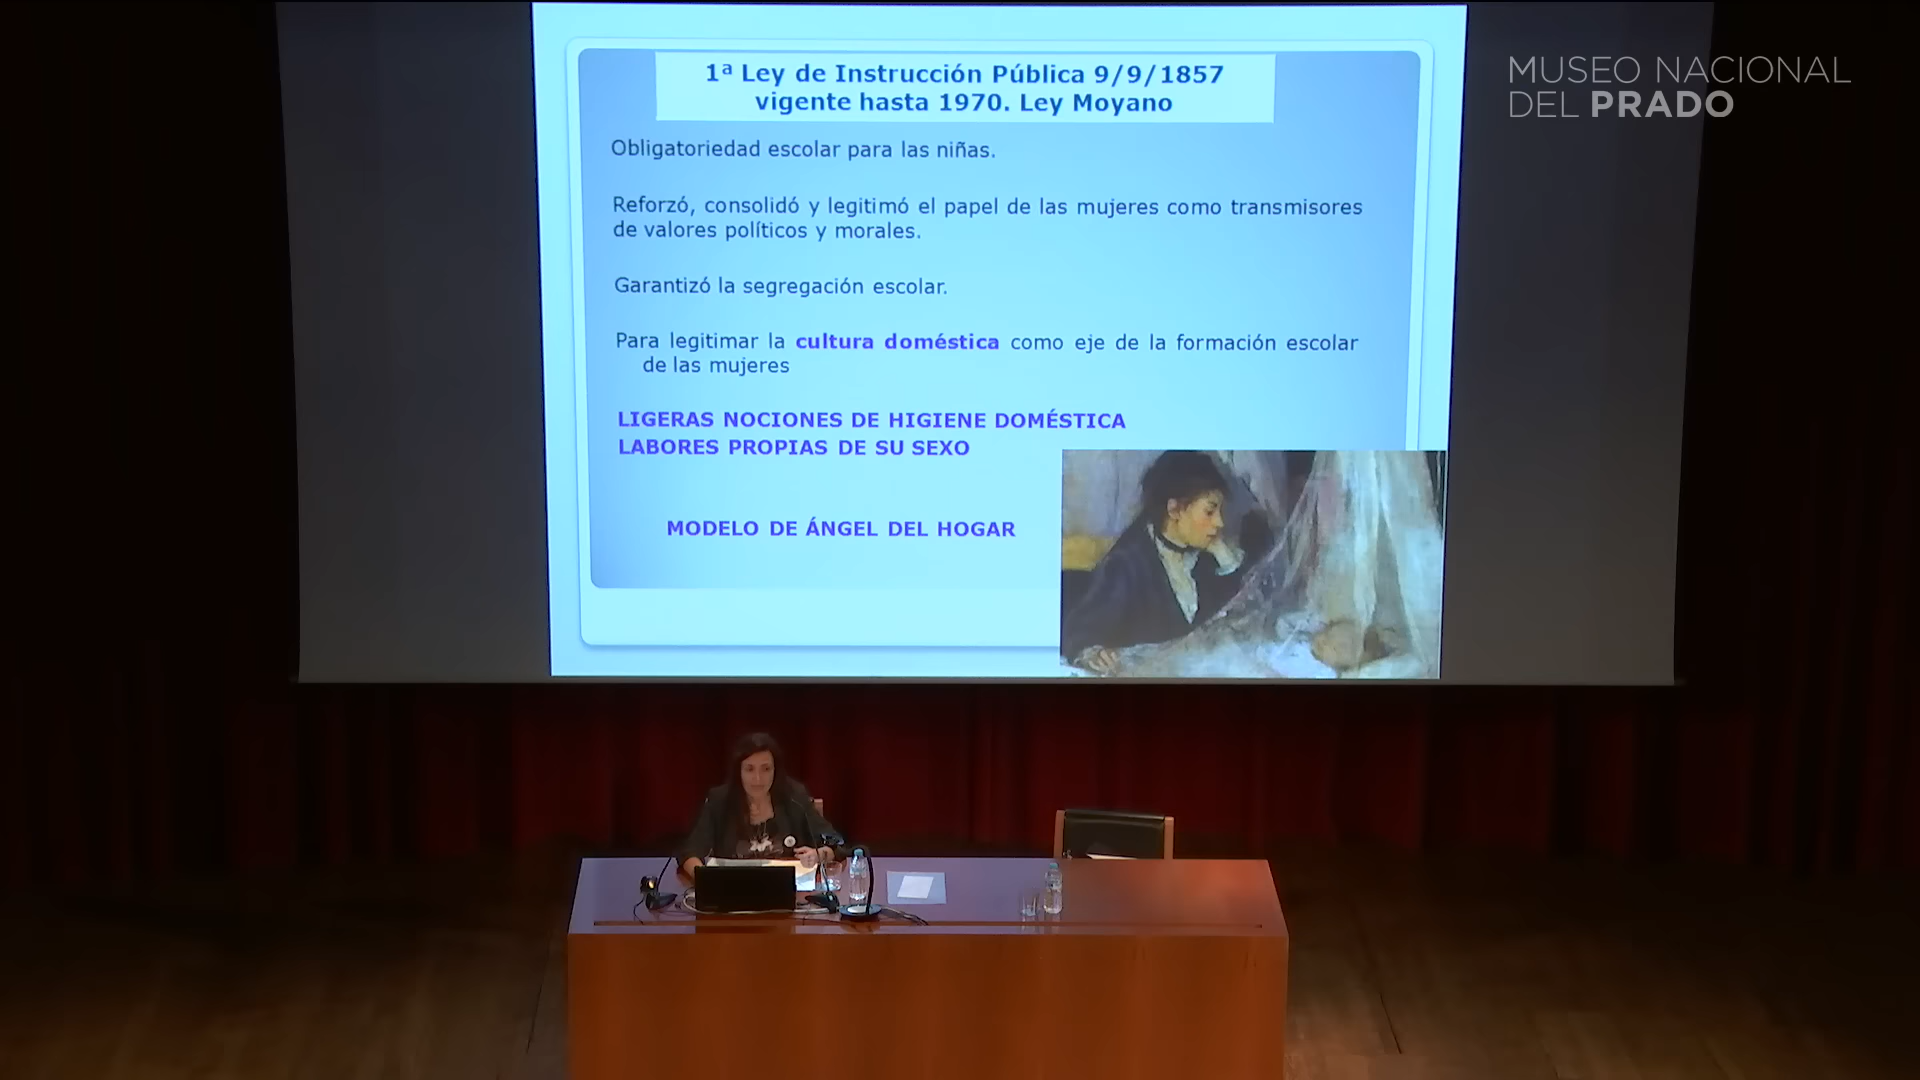 1ª Ley de Instrucción Pública 9/9/1857
vigente hasta 1970. Ley Moyano
Obligatoriedad escolar para las niñas.
Reforzó, consolidó y legitimó el papel de las mujeres como transmisores
de valores políticos y morales.
Garantizó la segregación escolar.
Para legitimar la cultura doméstica como eje de la formación escolar
de las mujeres
LIGERAS NOCIONES DE HIGIENE DOMÉSTICA
LABORES PROPIAS DE SU SEXO
MODELO DE ÁNGEL DEL HOGAR
MUSEO NACIONAL
DEL PRADO